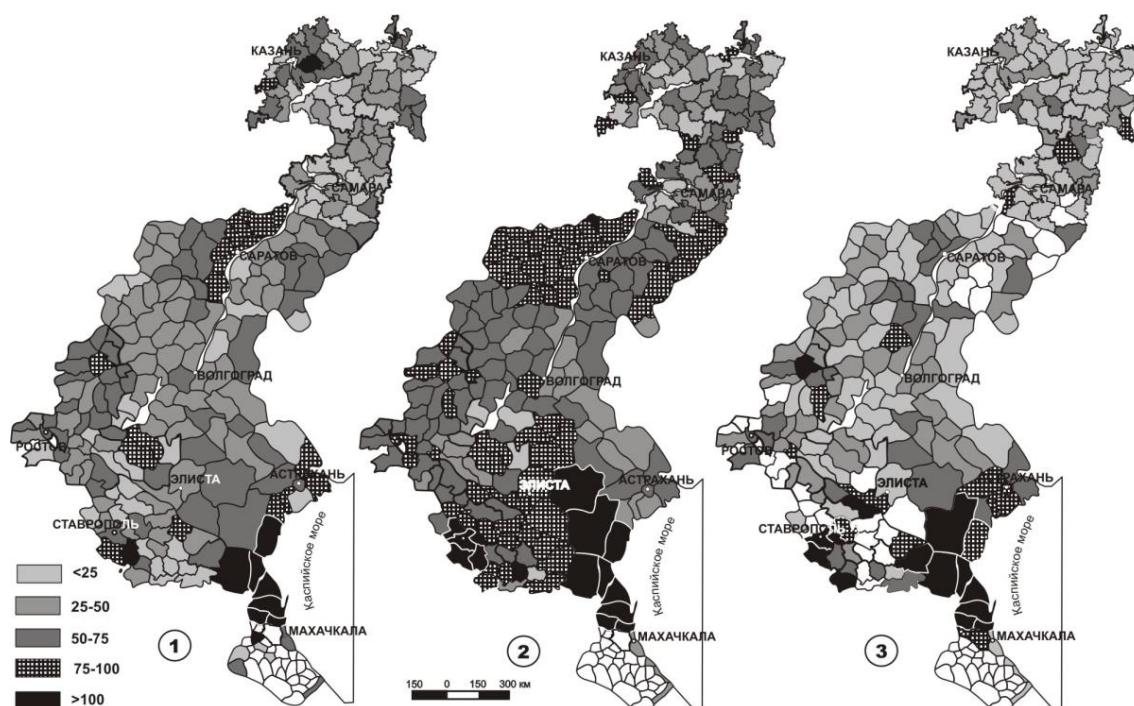 КАЗАНЬ
САМАРА
САРАТОВ
ВОЛГОГРАД
РОСТОВ
ЭЛИСТА
АСТРАХАНЬ
СТАВРОПОЛЬ
Каспийское море
МАХАЧКАЛА
<25
25-50
50-75
75-100
>100
1
КАЗАНЬ
САМАРА
САРАТОВ
ВОЛГОГРАД
ЭЛИСТА
АСТРАХАНЬ
Каспийское море
МАХАЧКАЛА
2
150 0 150 300 км
КАЗАНЬ
САМАРА
САРАТОВ
ВОЛГОГРАД
РОСТОВ
ЭЛИСТА
РАХАНЬ
СТАВРОПОЛЬ
Каспийское море
МАХАЧКАЛА
3